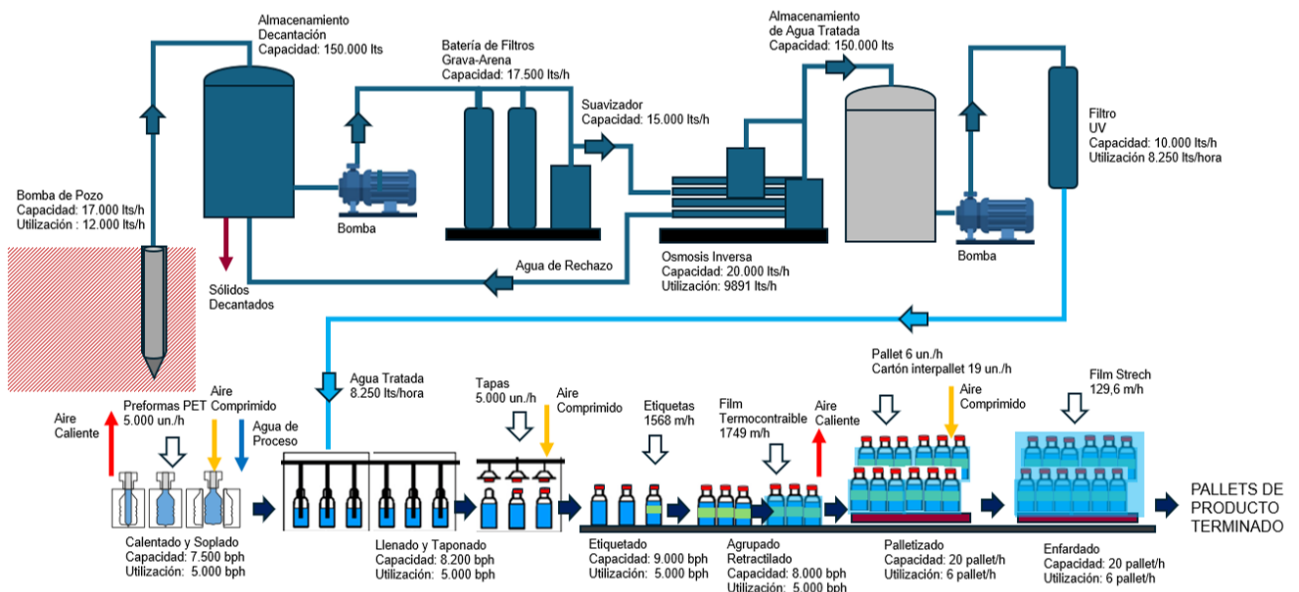 Almacenamiento
Decantación
Capacidad: 150.000 lts
Batería de Filtros
Grava-Arena
Capacidad: 17.500 lts/h
Suavizador
Capacidad: 15.000 lts/h
Almacenamiento
de Agua Tratada
Capacidad: 150.000 lts
Filtro
UV
Capacidad: 10.000 lts/h
Utilización 8.250 lts/hora
Bomba de Pozo
Capacidad: 17.000 lts/h
Utilización : 12.000 lts/h
Bomba
Bomba
Agua de Rechazo
Osmosis Inversa
Capacidad: 20.000 lts/h
Utilización: 9891 lts/h
Sólidos
Decantados
Aire
Caliente
Preformas PET
5.000 un./h
Aire
Comprimido
Agua de
Proceso
Agua Tratada
8.250 lts/hora
Tapas
5.000 un./h
Aire
Comprimido
Etiquetas
1568 m/h
Film
Termocontraible
1749 m/h
Aire
Caliente
Pallet 6 un./h
Cartón interpallet 19 un./h
Aire
Comprimido
Film Strech
129,6 m/h
PALLETS DE
PRODUCTO
TERMINADO
Calentado y Soplado
Capacidad: 7.500 bph
Utilización: 5.000 bph
Llenado y Taponado
Capacidad: 8.200 bph
Utilización: 5.000 bph
Etiquetado
Capacidad: 9.000 bph
Utilización: 5.000 bph
Agrupado
Retractilado
Capacidad: 8.000 bph
Utilización: 5.000 bph
Palletizado
Capacidad: 20 pallet/h
Utilización: 6 pallet/h
Enfardado
Capacidad: 20 pallet/h
Utilización: 6 pallet/h